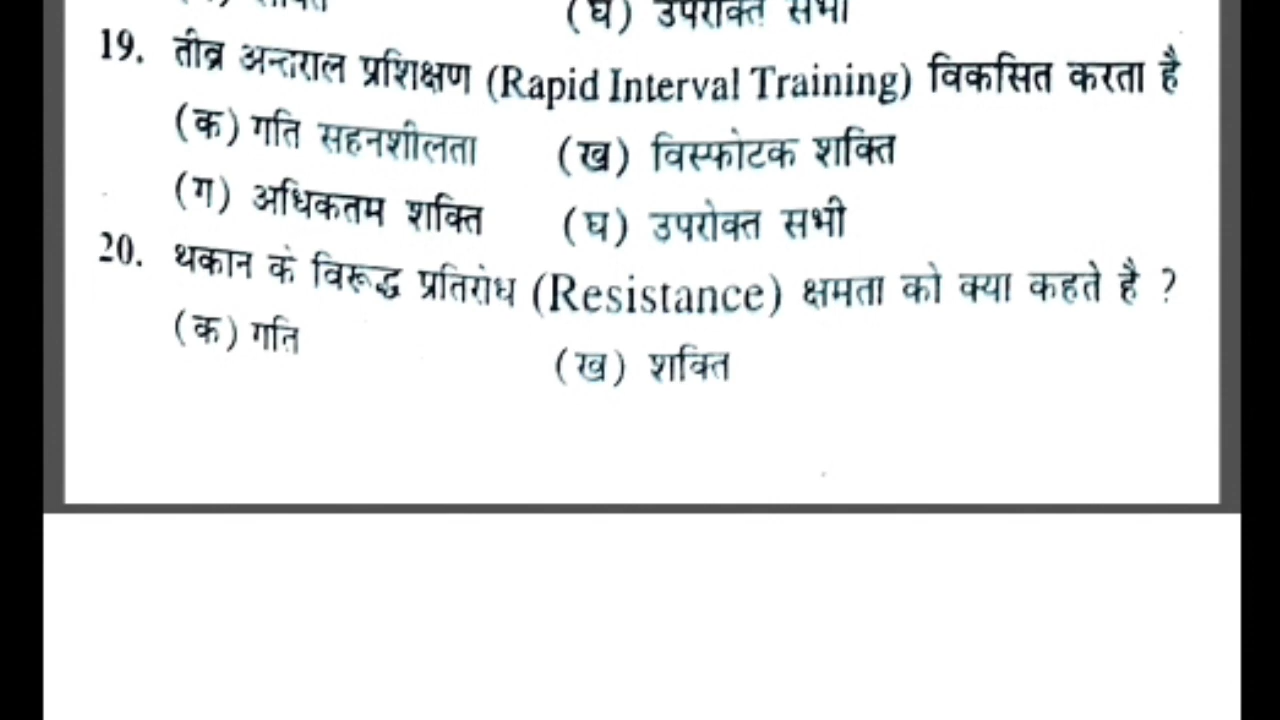 (घ) उपरोक्त सभी
19. तीव्र अन्तराल प्रशिक्षण (Rapid Interval Training) विकसित करता है
(क) गति सहनशीलता (ख) विस्फोटक शक्ति
(ग) अधिकतम शक्ति (घ) उपरोक्त सभी
20. थकान के विरूद्ध प्रतिरोध (Resistance) क्षमता को क्या कहते है ?
(क) गति (ख) शक्ति